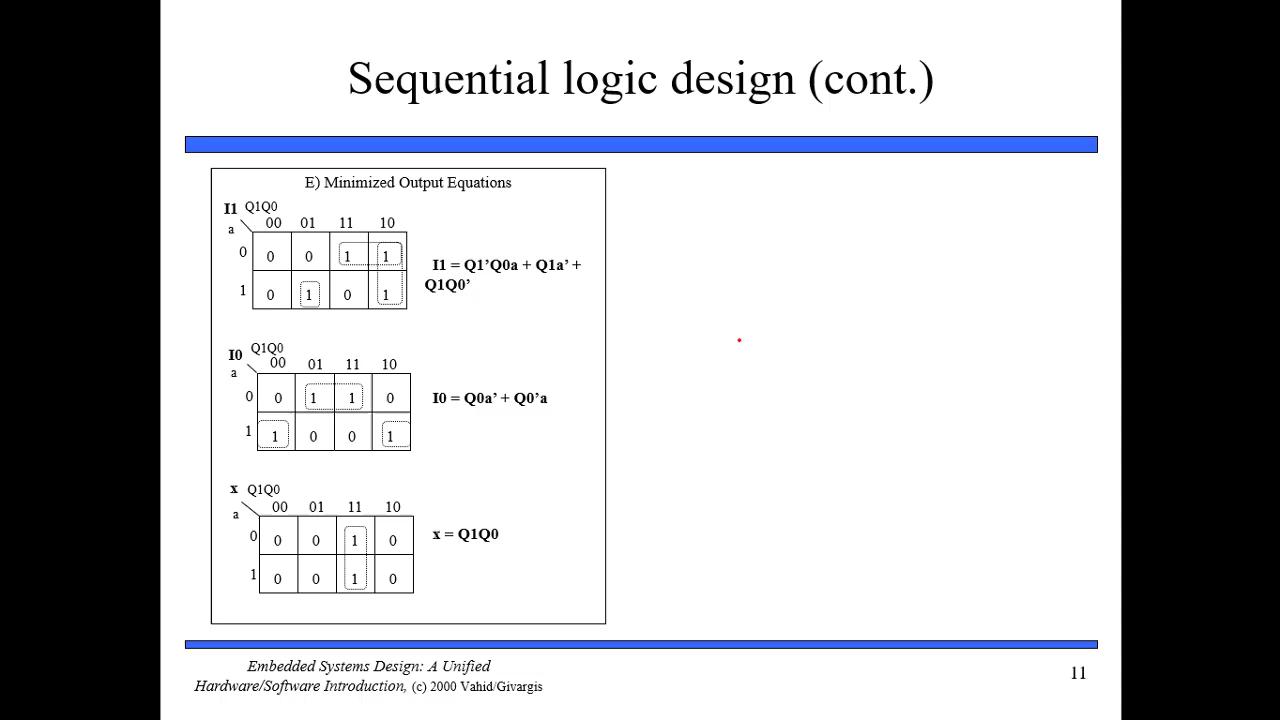 Sequential logic design (cont.)
E) Minimized Output Equations
I1 Q1Q0
a
00 01 11 10
0 0 0 1 1
1 0 1 0 1
I1 = Q1’Q0a + Q1a’ +
Q1Q0’
I0 Q1Q0
a
00 01 11 10
0 0 1 1 0
1 1 0 0 1
I0 = Q0a’ + Q0’a
x Q1Q0
a
00 01 11 10
0 0 0 1 0
1 0 0 1 0
x = Q1Q0
Embedded Systems Design: A Unified
Hardware/Software Introduction, (c) 2000 Vahid/Givargis
11